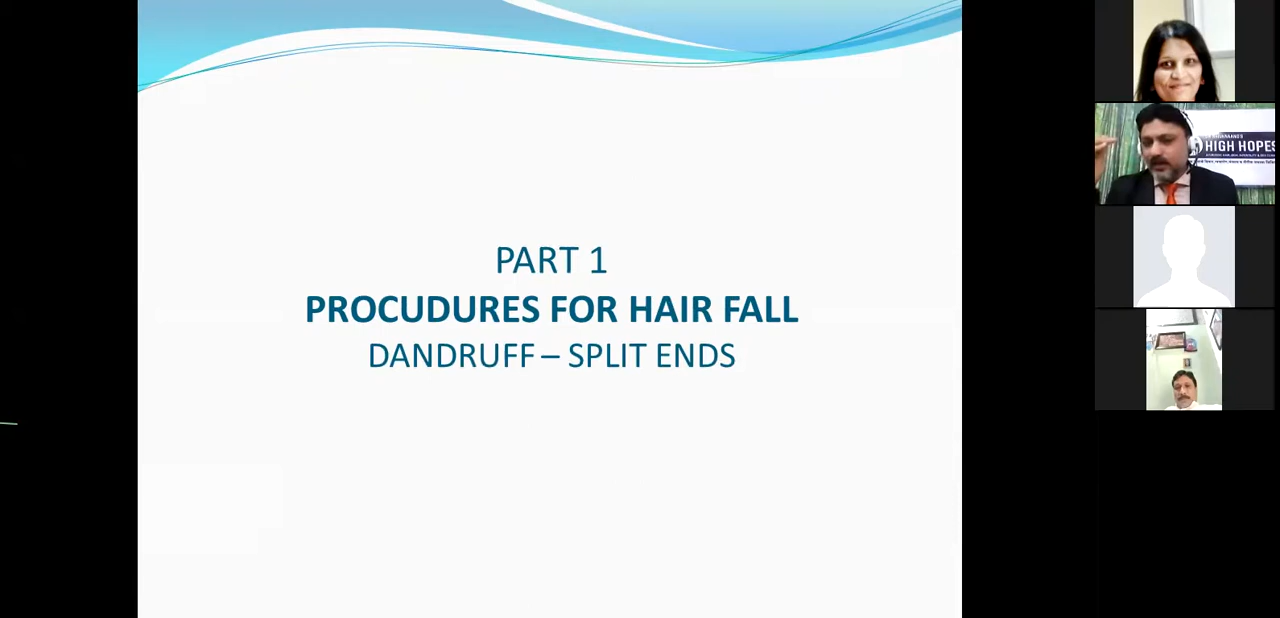 PART 1
PROCUDURES FOR HAIR FALL
DANDRUFF – SPLIT ENDS
HIGH HOPES